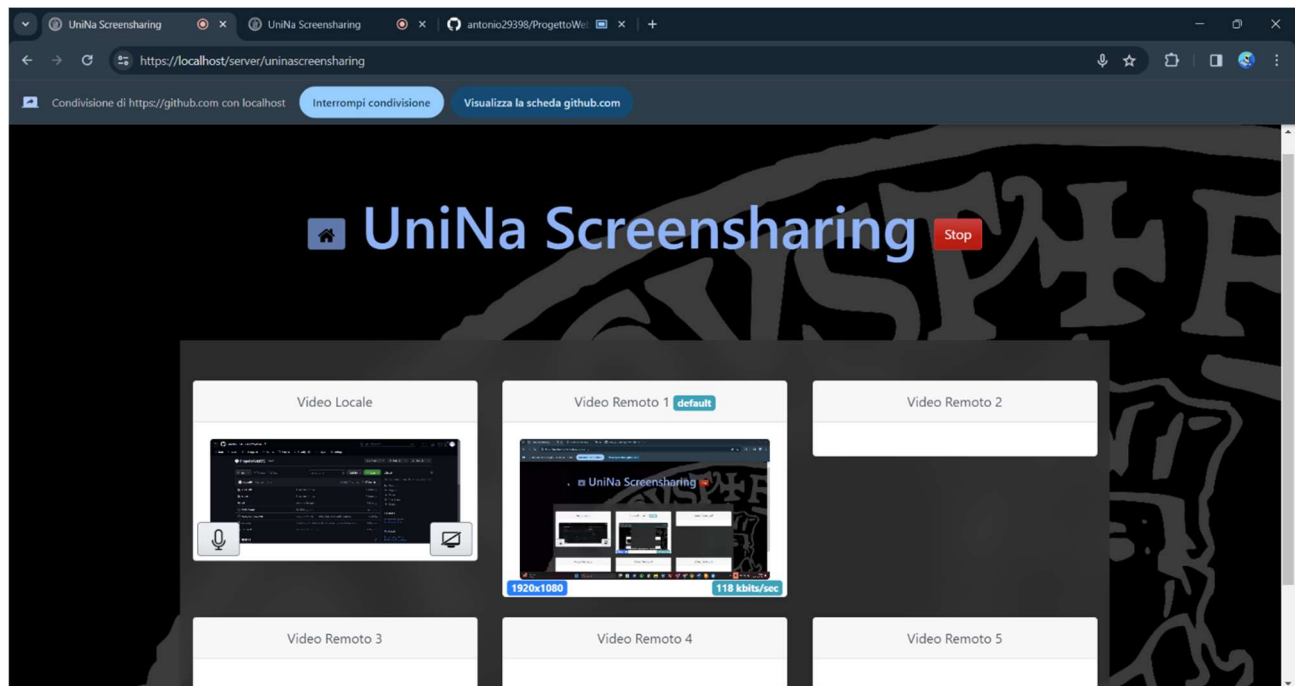 UniNa Screensharing
UniNa Screensharing
antonio29398/ProgettoWe
https://localhost/server/uninascreensharing
Condivisione di https://github.com con localhost
Interrompi condivisione
Visualizza la scheda github.com
UniNa Screensharing
Stop
Video Locale
Video Remoto 1 default
Video Remoto 2
UniNa Screensharing
1920x1080
118 kbits/sec
Video Remoto 3
Video Remoto 4
Video Remoto 5